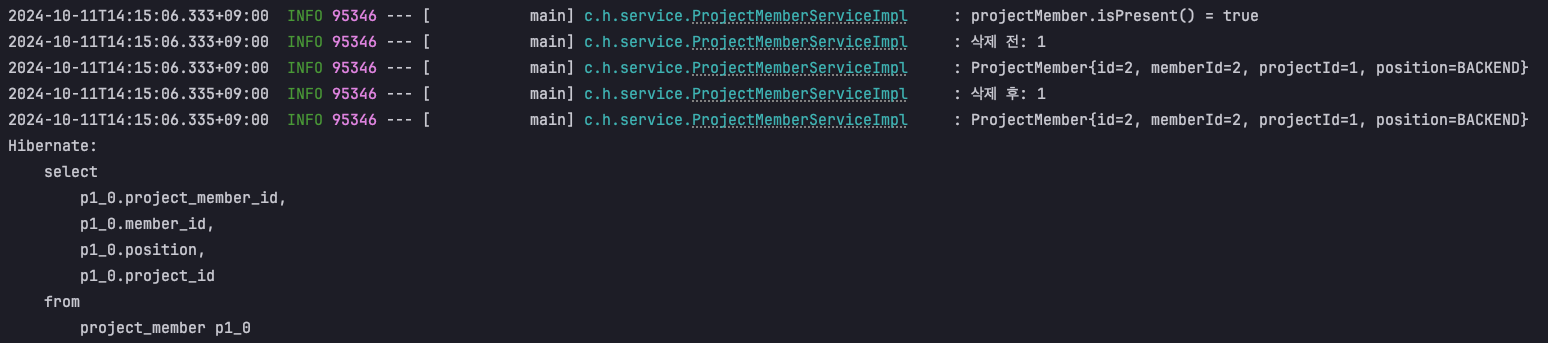 2024-10-11T14:15:06.333+09:00  INFO 95346 --- [           main] c.h.service.ProjectMemberServiceImpl     : projectMember.isPresent() = true
2024-10-11T14:15:06.333+09:00  INFO 95346 --- [           main] c.h.service.ProjectMemberServiceImpl     : 삭제 전: 1
2024-10-11T14:15:06.333+09:00  INFO 95346 --- [           main] c.h.service.ProjectMemberServiceImpl     : ProjectMember{id=2, memberId=2, projectId=1, position=BACKEND}
2024-10-11T14:15:06.335+09:00  INFO 95346 --- [           main] c.h.service.ProjectMemberServiceImpl     : 삭제 후: 1
2024-10-11T14:15:06.335+09:00  INFO 95346 --- [           main] c.h.service.ProjectMemberServiceImpl     : ProjectMember{id=2, memberId=2, projectId=1, position=BACKEND}
Hibernate:
    select
        p1_0.project_member_id,
        p1_0.member_id,
        p1_0.position,
        p1_0.project_id
    from
        project_member p1_0